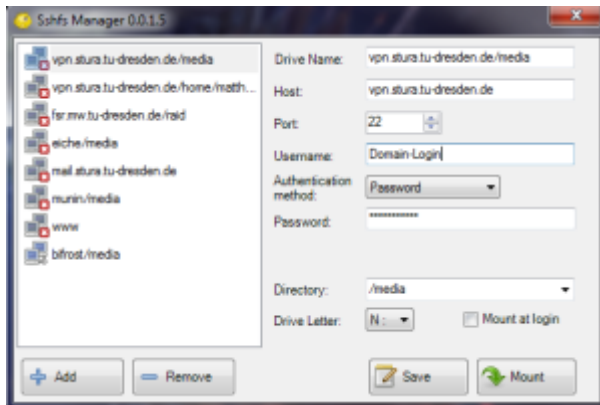 Sshfs Manager 0.0.1.5
vpn.stura.tu-dresden.de/media
vpn.stura.tu-dresden.de/home/matth...
fsr.mw.tu-dresden.de/raid
eiche/media
mail.stura.tu-dresden.de
munin/media
www
bifrost/media
Drive Name: vpn.stura.tu-dresden.de/media
Host: vpn.stura.tu-dresden.de
Port: 22
Username: Domain-Login
Authentication method: Password
Password: ***********
Directory: /media
Drive Letter: N: Mount at login
Add Remove Save Mount